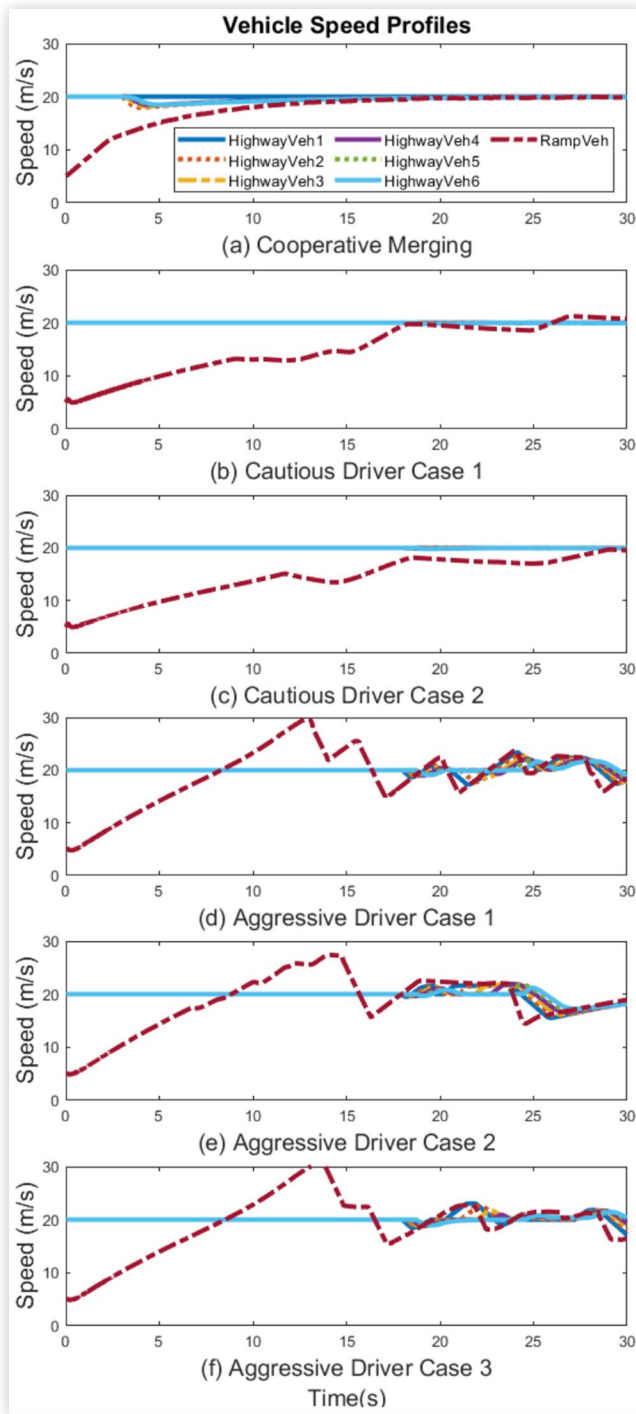 Vehicle Speed Profiles
30
20
10
0
Speed (m/s)
HighwayVeh1 HighwayVeh4 RampVeh
HighwayVeh2 HighwayVeh5
HighwayVeh3 HighwayVeh6
0 5 10 15 20 25 30
(a) Cooperative Merging
30
20
10
0
Speed (m/s)
0 5 10 15 20 25 30
(b) Cautious Driver Case 1
30
20
10
0
Speed (m/s)
0 5 10 15 20 25 30
(c) Cautious Driver Case 2
30
20
10
0
Speed (m/s)
0 5 10 15 20 25 30
(d) Aggressive Driver Case 1
30
20
10
0
Speed (m/s)
0 5 10 15 20 25 30
(e) Aggressive Driver Case 2
30
20
10
0
Speed (m/s)
0 5 10 15 20 25 30
(f) Aggressive Driver Case 3
Time(s)